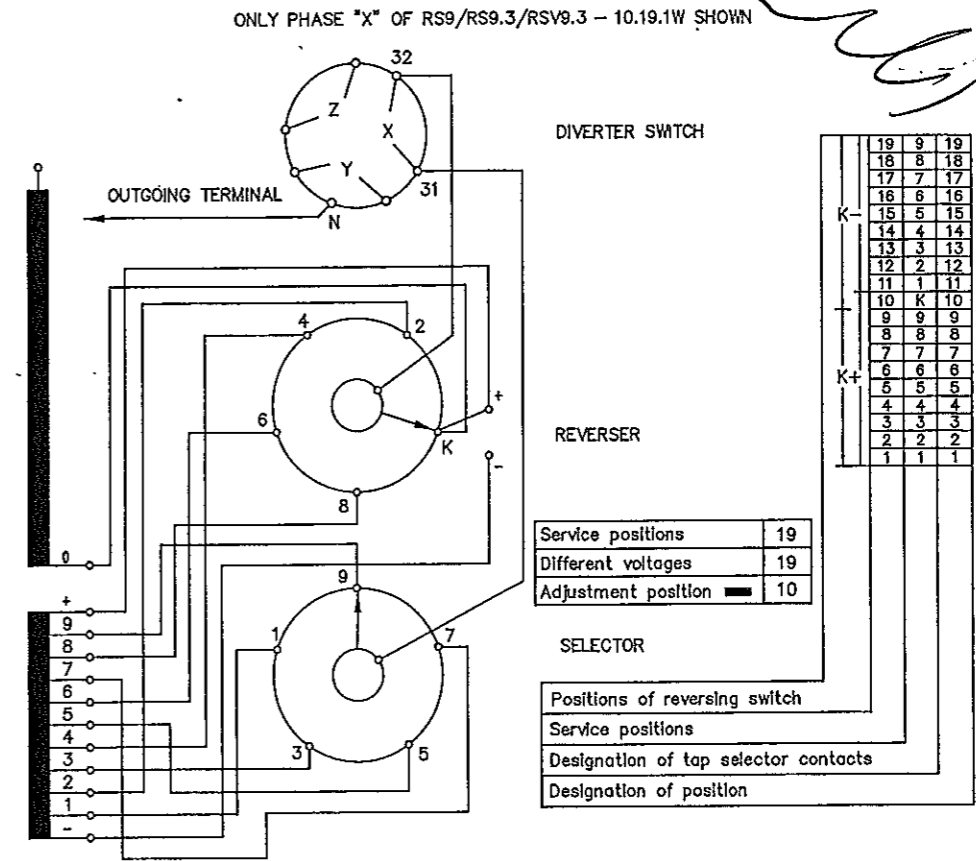 ONLY PHASE "X" OF RS9/RS9.3/RSV9.3 – 10.19.1W SHOWN
32
Z
X
Y
31
N
DIVERTER SWITCH
OUTGOING TERMINAL
19 9 19
18 8 18
17 7 17
16 6 16
K- 15 5 15
14 4 14
13 3 13
12 2 12
11 1 11
10 K 10
9 9 9
8 8 8
7 7 7
K+ 6 6 6
5 5 5
4 4 4
3 3 3
2 2 2
1 1 1
4 2
6
K
8
+
-
REVERSER
Service positions 19
Different voltages 19
Adjustment position 10
0
+
9
8
7
6
5
4
3
2
1
-
9
1 7
3 5
SELECTOR
Positions of reversing switch
Service positions
Designation of tap selector contacts
Designation of position